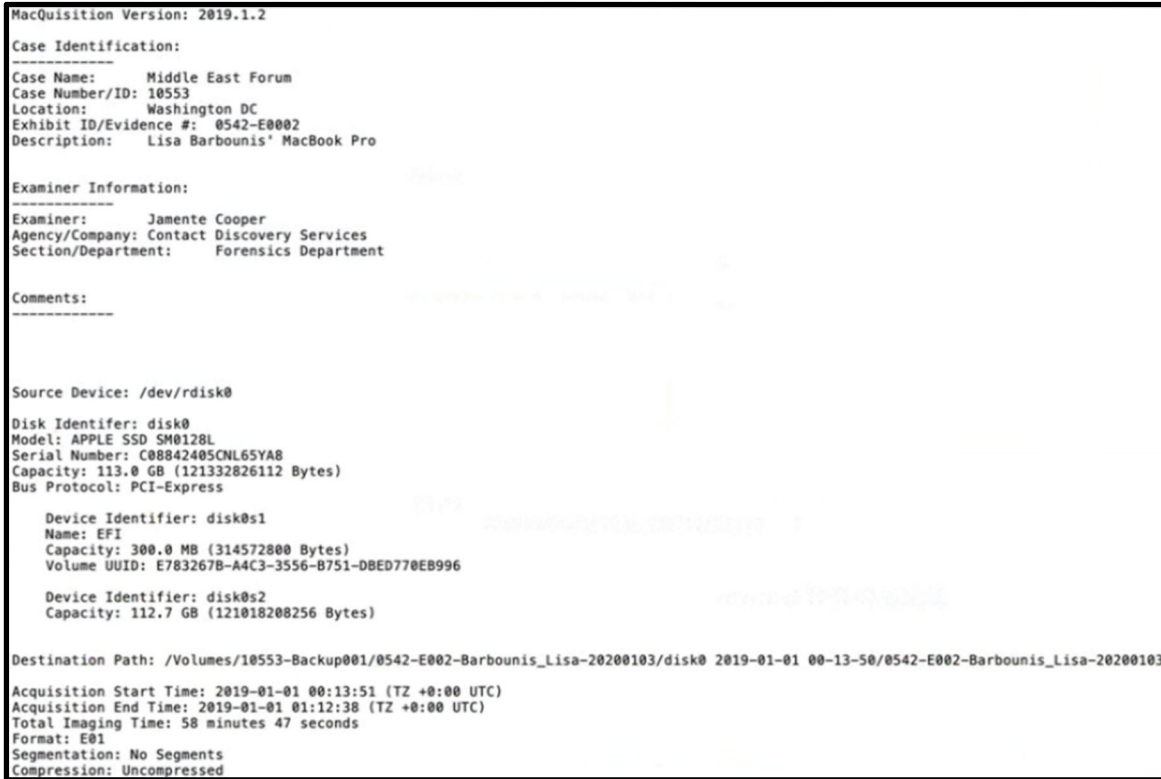 MacQuisition Version: 2019.1.2
Case Identification:
------------
Case Name: Middle East Forum
Case Number/ID: 10553
Location: Washington DC
Exhibit ID/Evidence #: 0542-E0002
Description: Lisa Barbounis' MacBook Pro
Examiner Information:
------------
Examiner: Jamente Cooper
Agency/Company: Contact Discovery Services
Section/Department: Forensics Department
Comments:
------------
Source Device: /dev/rdisk0
Disk Identifer: disk0
Model: APPLE SSD SM0128L
Serial Number: C08842405CNL65YA8
Capacity: 113.0 GB (121332826112 Bytes)
Bus Protocol: PCI-Express
Device Identifier: disk0s1
Name: EFI
Capacity: 300.0 MB (314572800 Bytes)
Volume UUID: E783267B-A4C3-3556-B751-DBED770EB996
Device Identifier: disk0s2
Capacity: 112.7 GB (121018208256 Bytes)
Destination Path: /Volumes/10553-Backup001/0542-E002-Barbounis_Lisa-20200103/disk0 2019-01-01 00-13-50/0542-E002-Barbounis_Lisa-20200103
Acquisition Start Time: 2019-01-01 00:13:51 (TZ +0:00 UTC)
Acquisition End Time: 2019-01-01 01:12:38 (TZ +0:00 UTC)
Total Imaging Time: 58 minutes 47 seconds
Format: E01
Segmentation: No Segments
Compression: Uncompressed